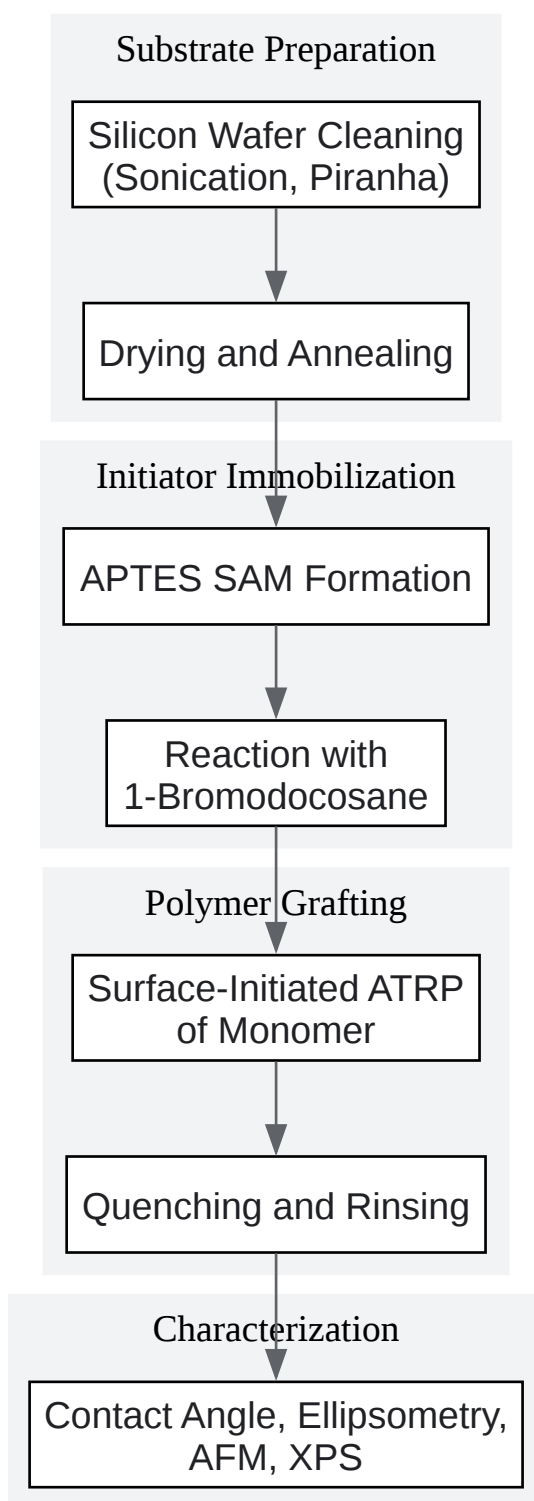 Substrate Preparation
Silicon Wafer Cleaning
(Sonication, Piranha)
Drying and Annealing
Initiator Immobilization
APTES SAM Formation
Reaction with
1-Bromodocosane
Polymer Grafting
Surface-Initiated ATRP
of Monomer
Quenching and Rinsing
Characterization
Contact Angle, Ellipsometry,
AFM, XPS